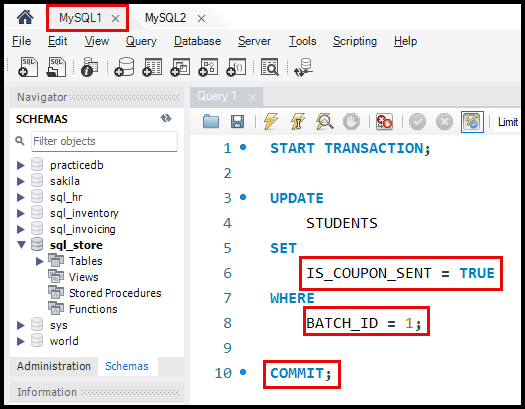 MySQL1 × MySQL2 ×
File Edit View Query Database Server Tools Scripting Help
Navigator
SCHEMAS
Filter objects
practicedb
sakila
sql_hr
sql_inventory
sql_invoicing
sql_store
Tables
Views
Stored Procedures
Functions
sys
world
Administration Schemas
Information
Query 1 ×
Limit
1 START TRANSACTION;
2
3 UPDATE
4 STUDENTS
5 SET
6 IS_COUPON_SENT = TRUE
7 WHERE
8 BATCH_ID = 1;
9
10 COMMIT;